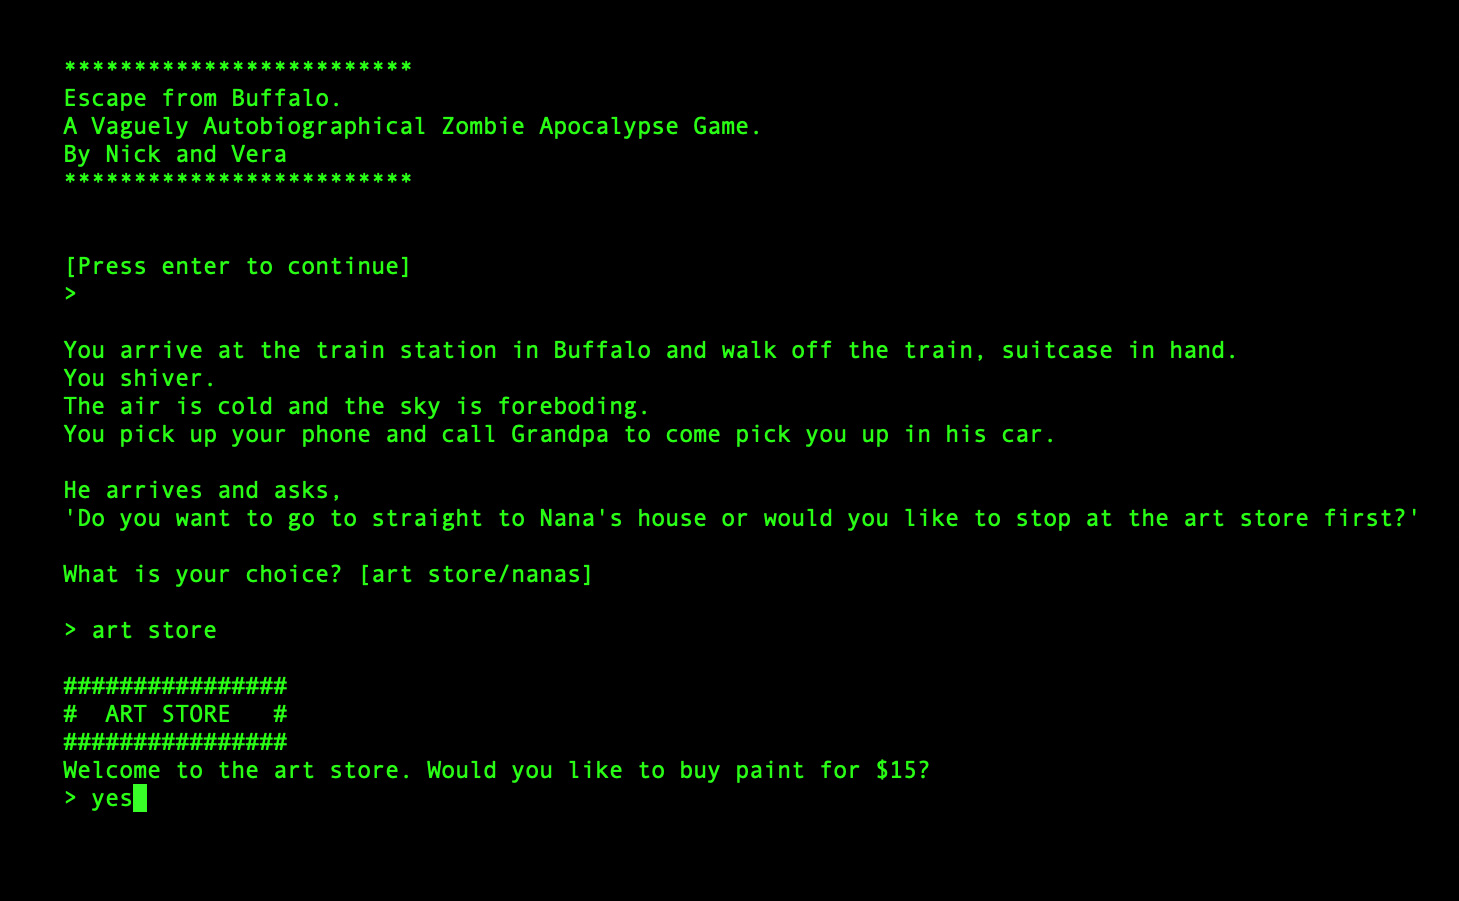 *************************
Escape from Buffalo.
A Vaguely Autobiographical Zombie Apocalypse Game.
By Nick and Vera
*************************
[Press enter to continue]
>
You arrive at the train station in Buffalo and walk off the train, suitcase in hand.
You shiver.
The air is cold and the sky is foreboding.
You pick up your phone and call Grandpa to come pick you up in his car.
He arrives and asks,
'Do you want to go to straight to Nana's house or would you like to stop at the art store first?'
What is your choice? [art store/nanas]
> art store
################
#  ART STORE   #
################
Welcome to the art store. Would you like to buy paint for $15?
> yes